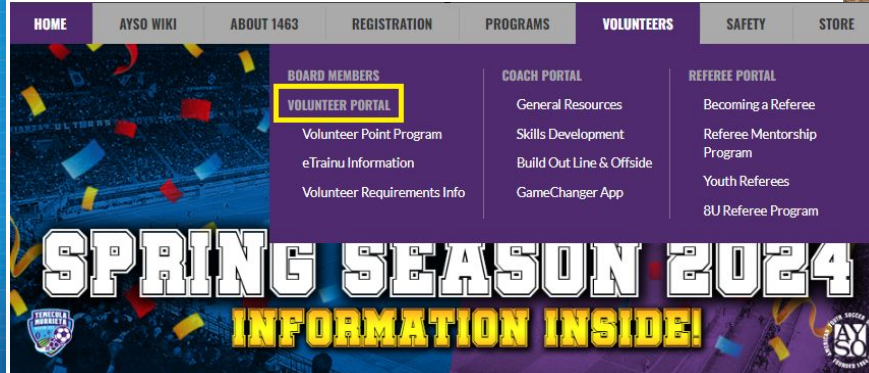 HOME AYSO WIKI ABOUT 1463 REGISTRATION PROGRAMS VOLUNTEERS SAFETY STORE
BOARD MEMBERS
VOLUNTEER PORTAL
Volunteer Point Program
eTrainu Information
Volunteer Requirements Info
COACH PORTAL
General Resources
Skills Development
Build Out Line & Offside
GameChanger App
REFEREE PORTAL
Becoming a Referee
Referee Mentorship
Program
Youth Referees
8U Referee Program
SPRING SEASON 2024
INFORMATION INSIDE!
TEMECULA
MURRIETA
AYSO